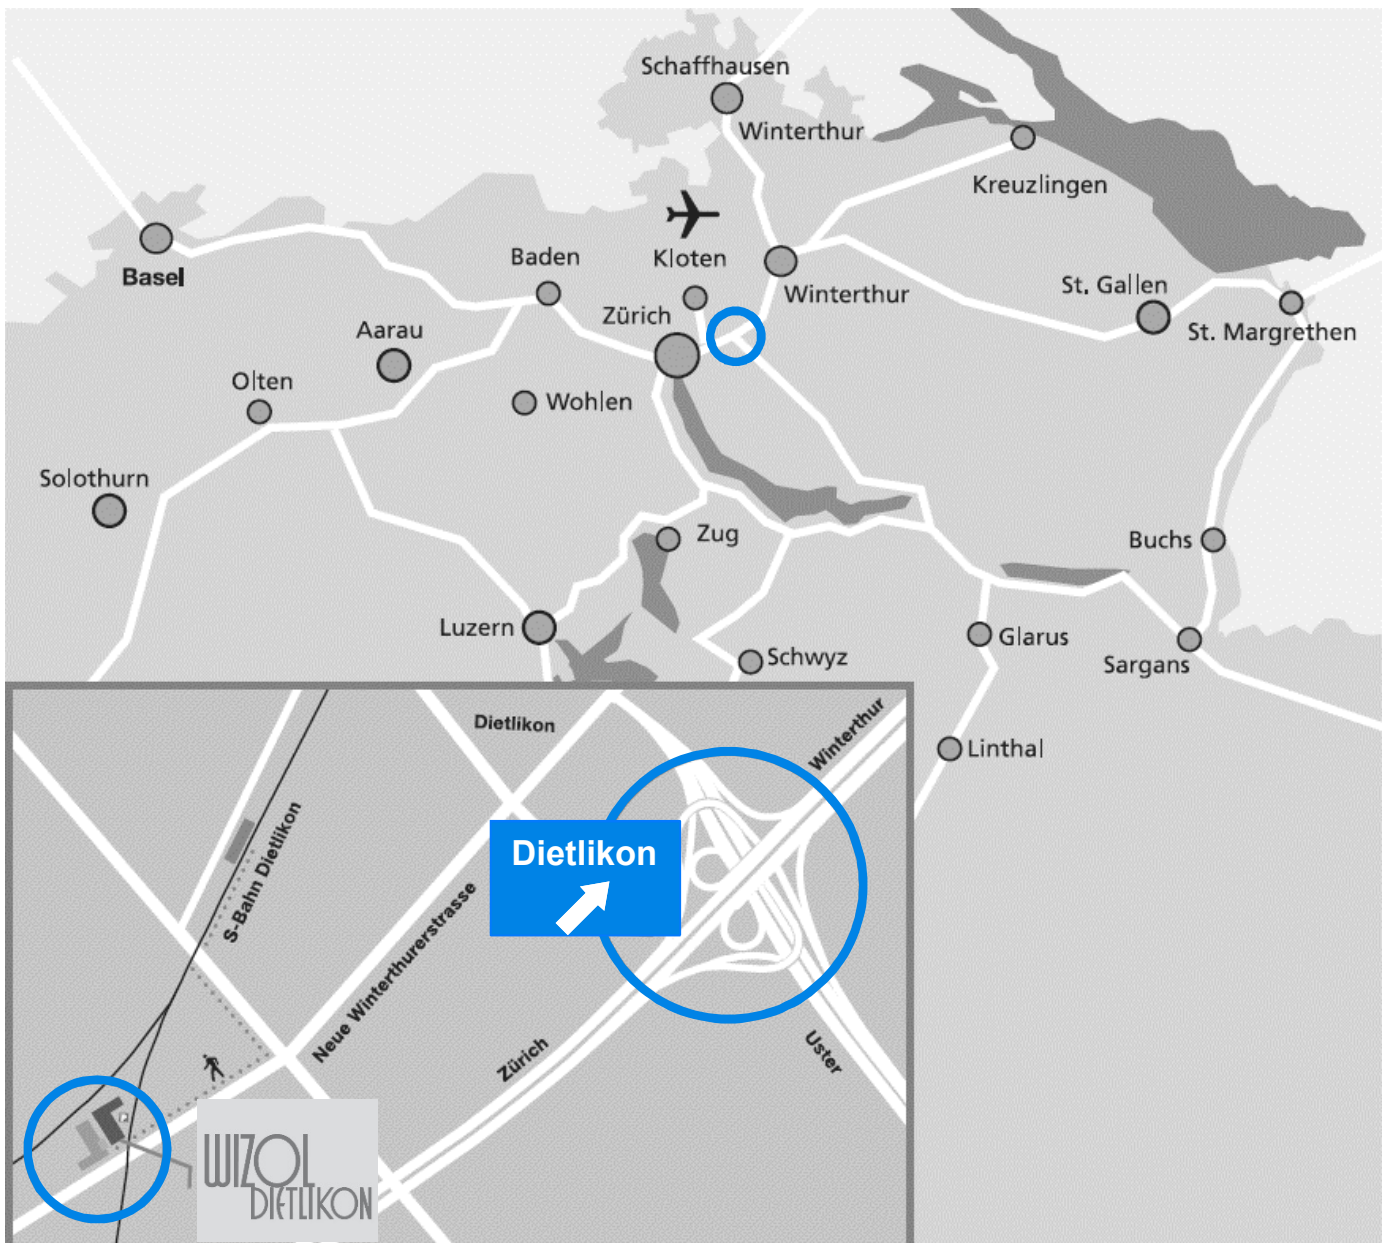 Schaffhausen
Winterthur
Kreuzlingen
Basel
Baden
Kloten
Winterthur
St. Gallen
St. Margrethen
Zürich
Aarau
Olten
Wohlen
Solothurn
Zug
Buchs
Luzern
Schwyz
Glarus
Sargans
Linthal
Dietlikon
Winterthur
S-Bahn Dietlikon
Dietlikon
Neue Winterthurerstrasse
Zürich
Uster
P
WIZOL
DIETLIKON